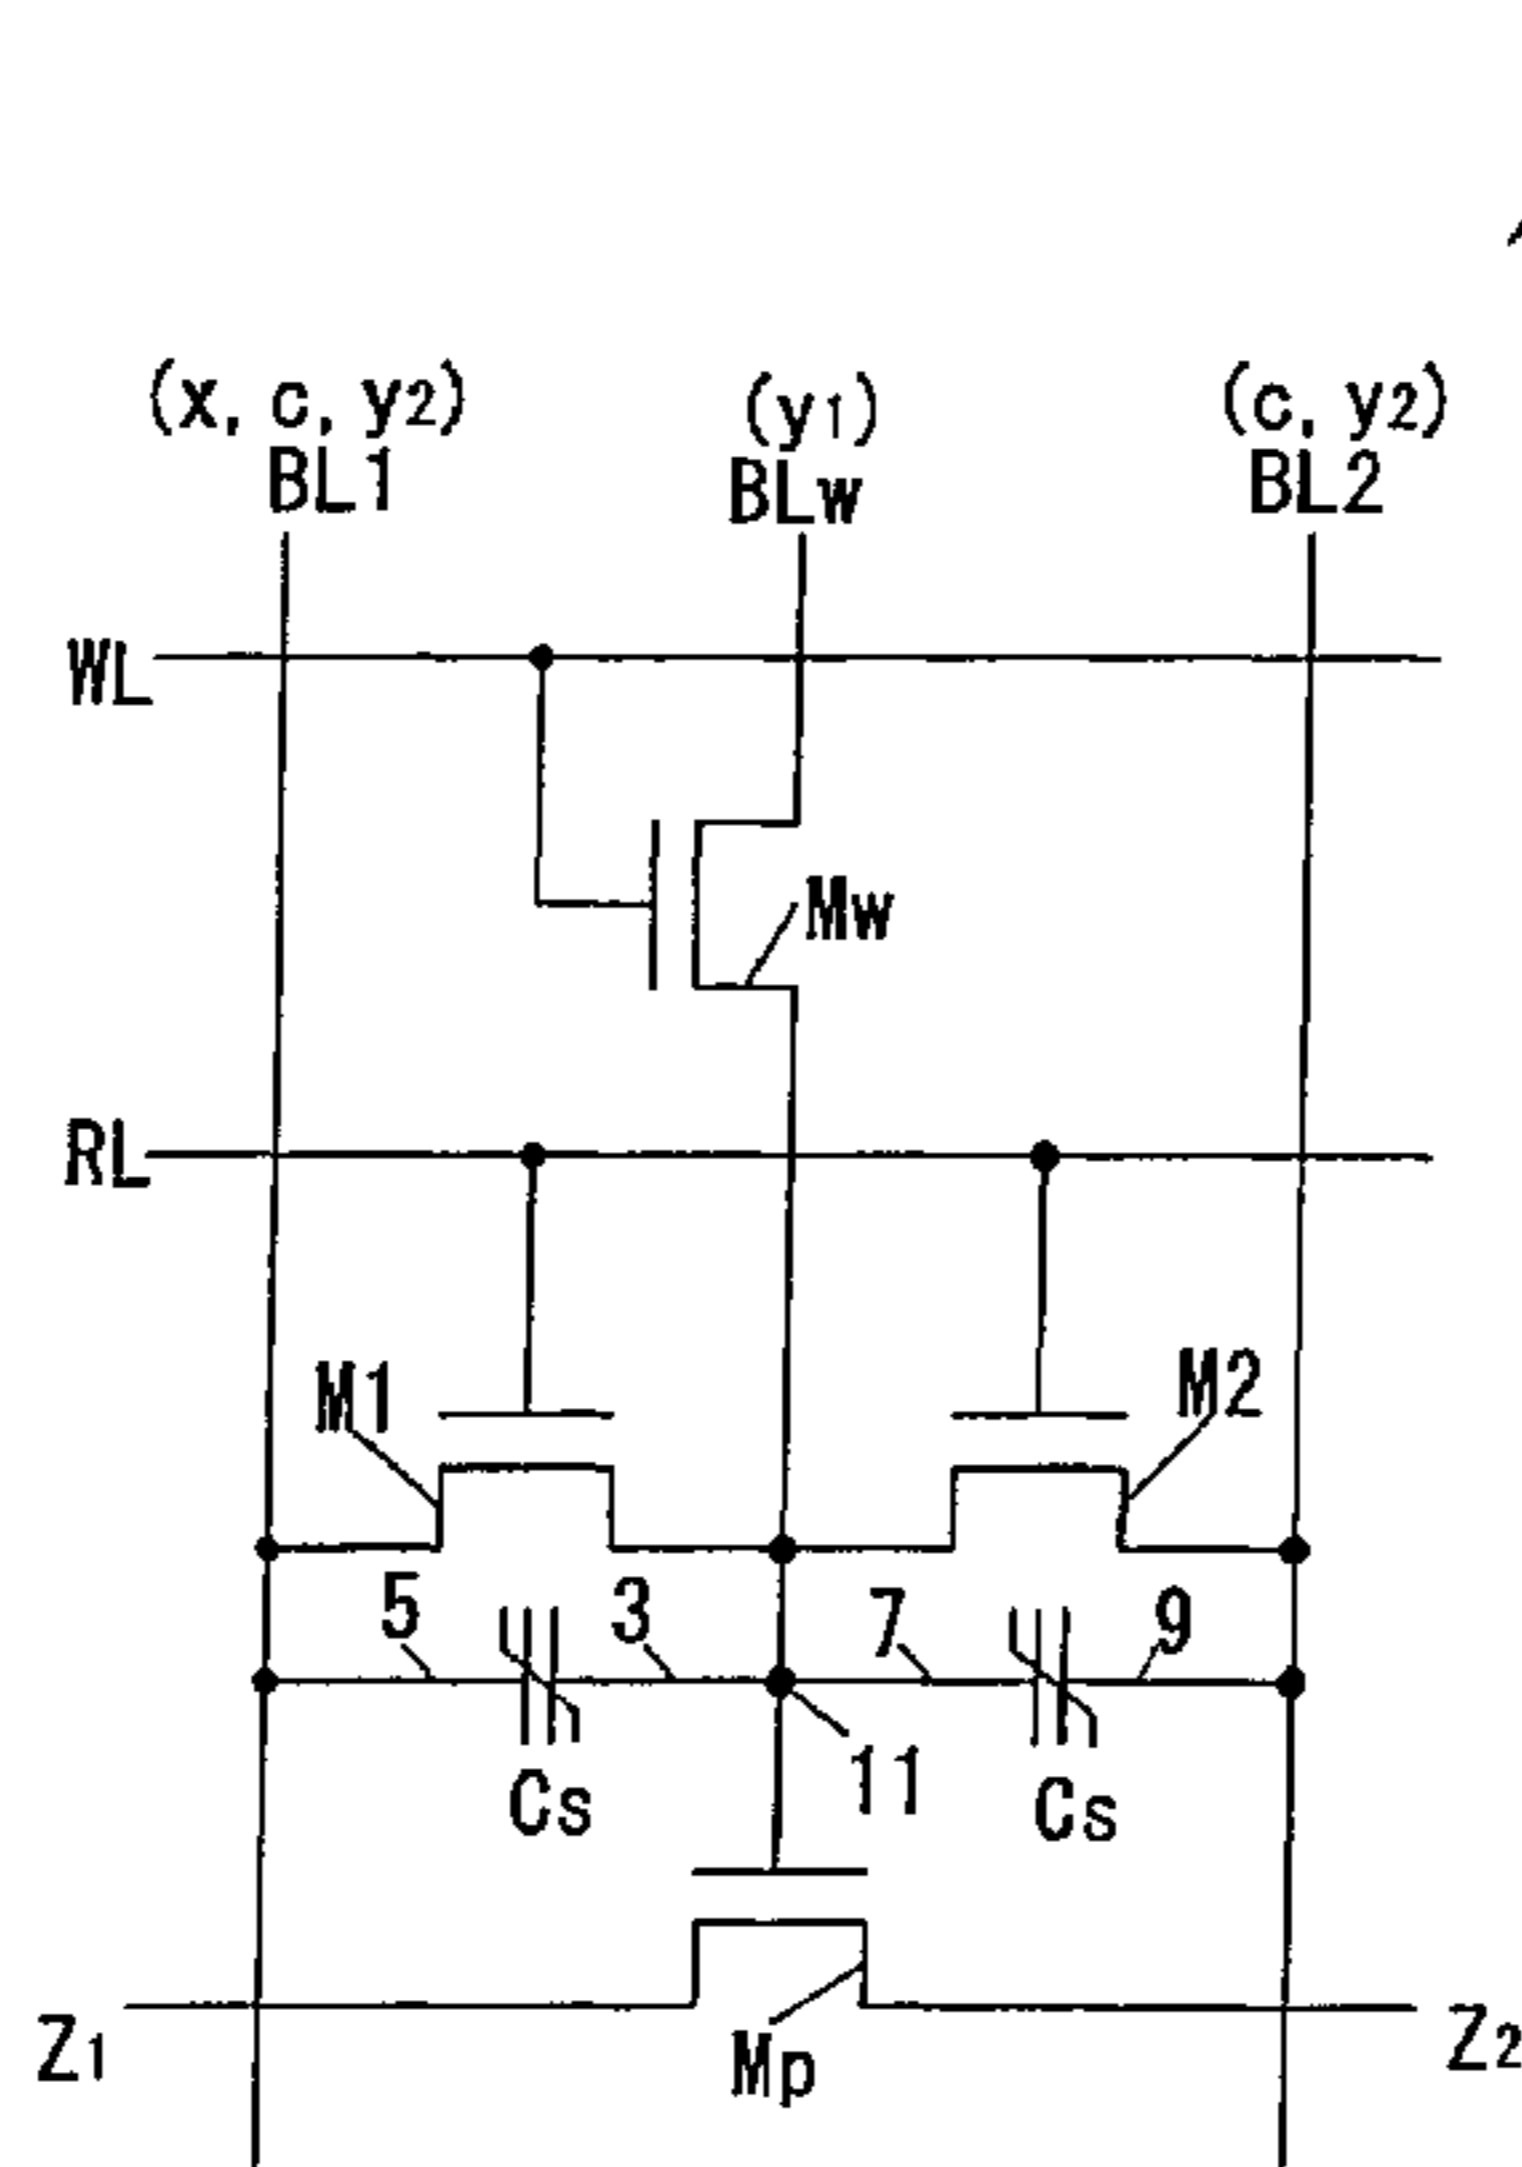 (x, c, y2)
BL1
(y1)
BLw
(c, y2)
BL2
WL
Mw
RL
M1
M2
5
3
7
9
11
Cs
Cs
Z1
Mp
Z2